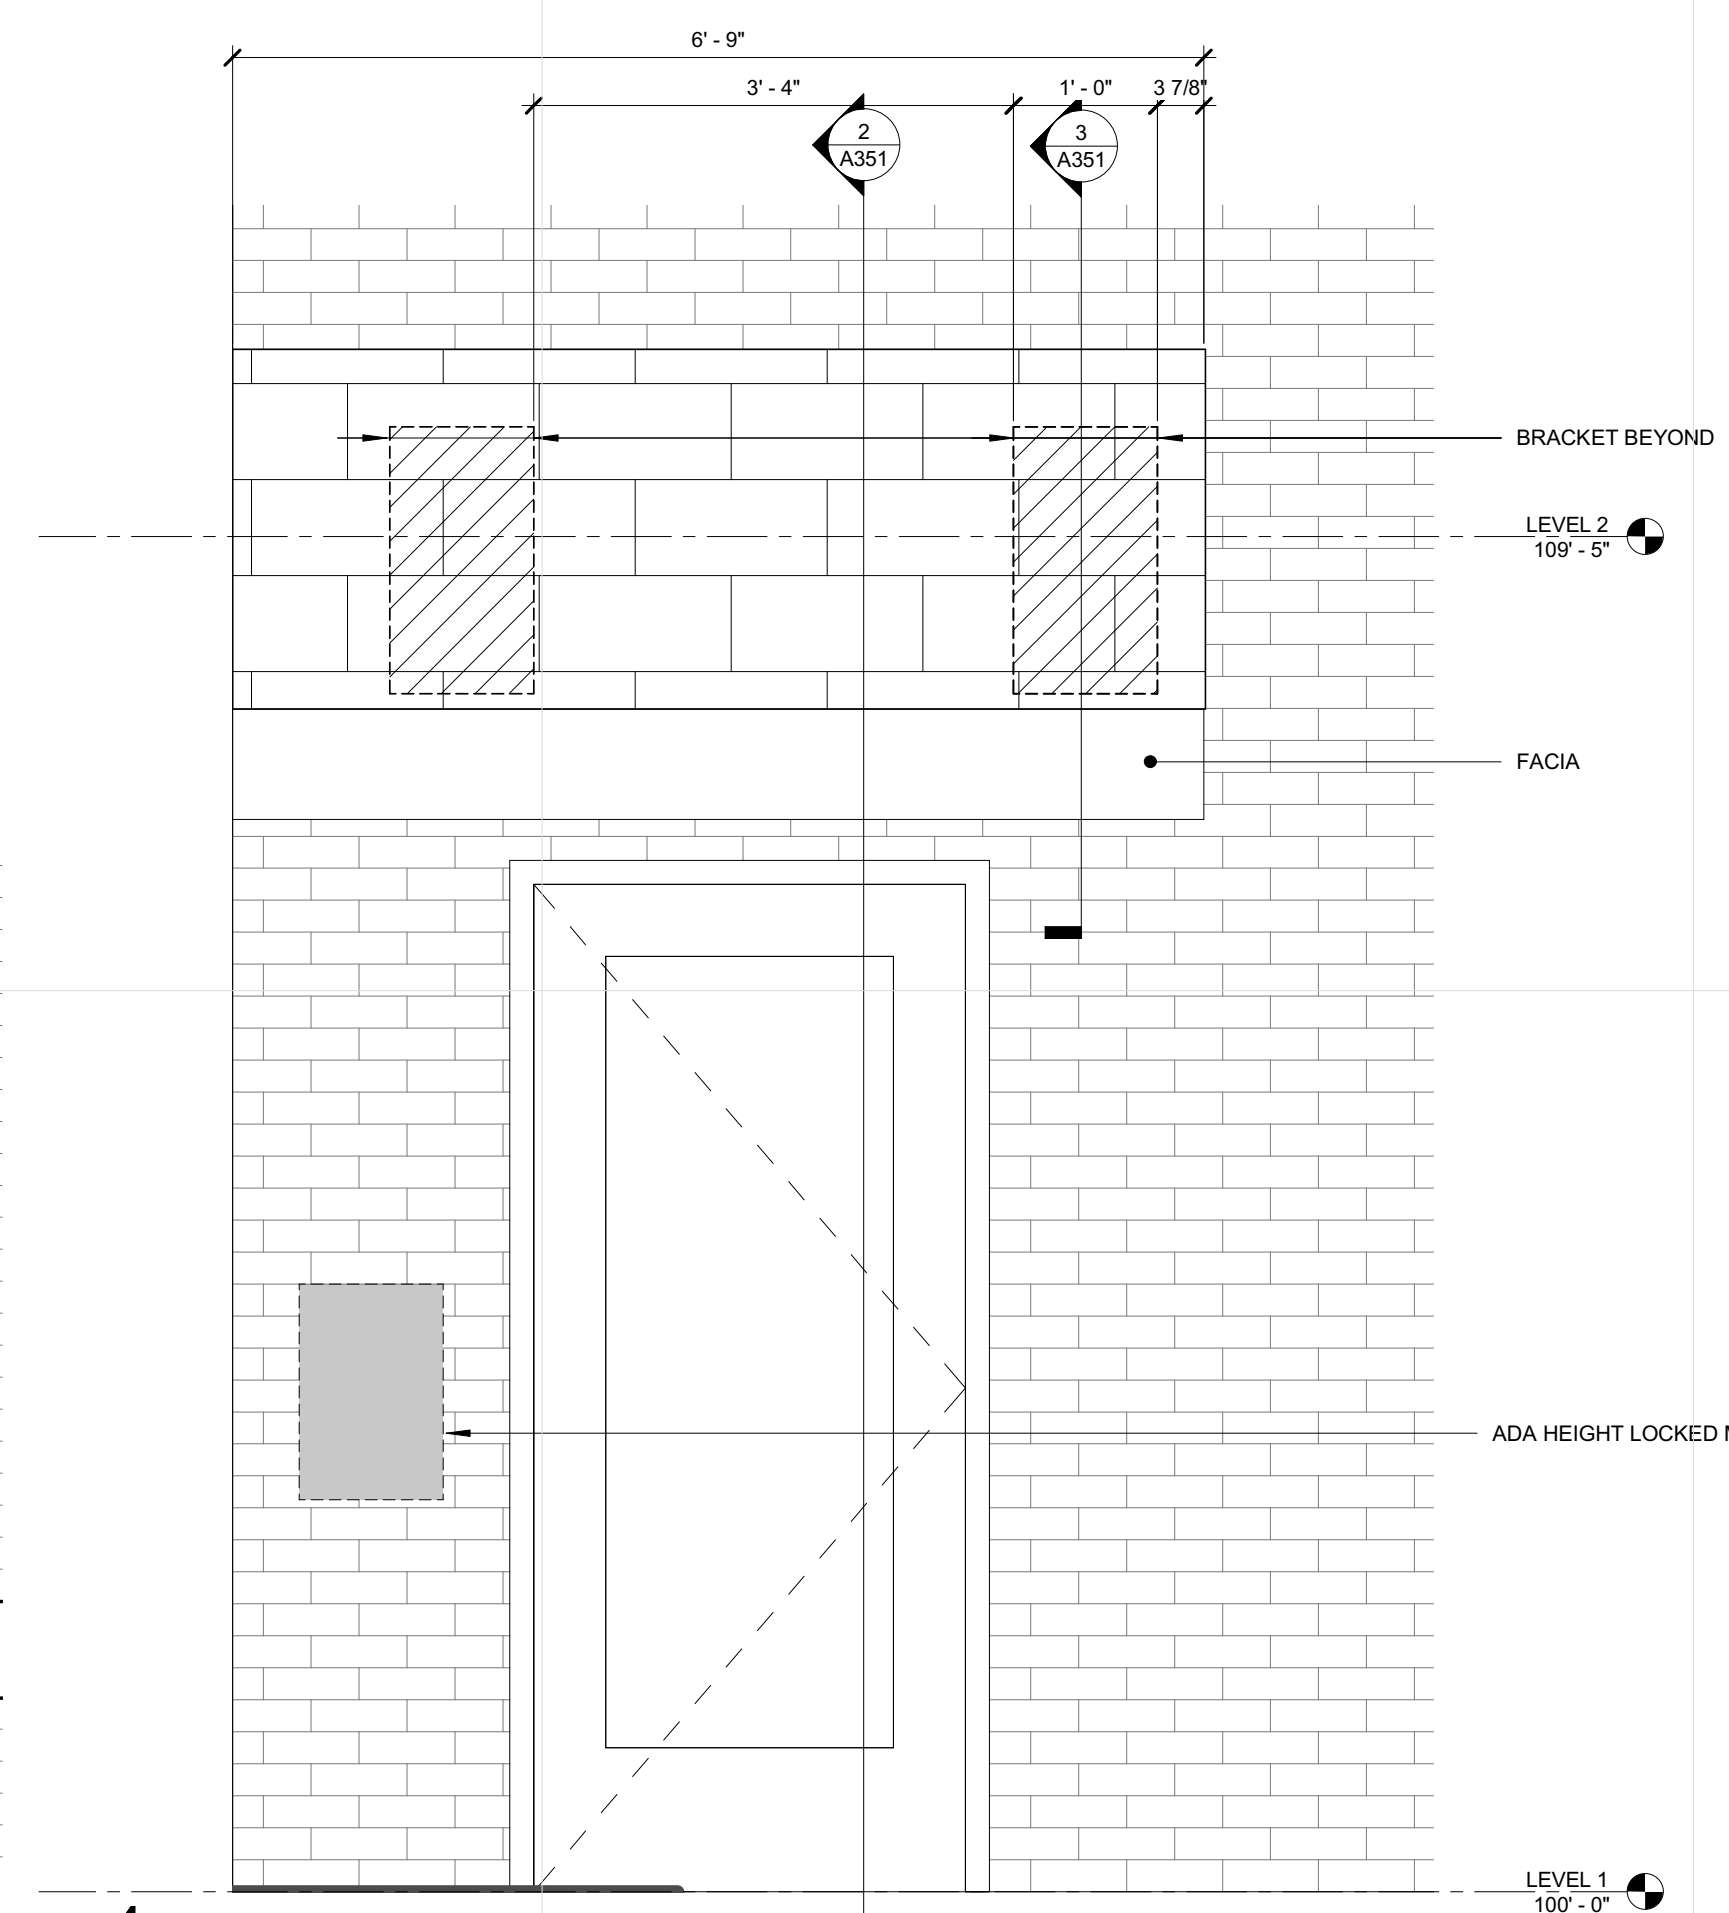 6' - 9"
3' - 4"
1' - 0"
3 7/8"
2
A351
3
A351
BRACKET BEYOND
LEVEL 2
109' - 5"
FACIA
ADA HEIGHT LOCKED
LEVEL 1
100' - 0"